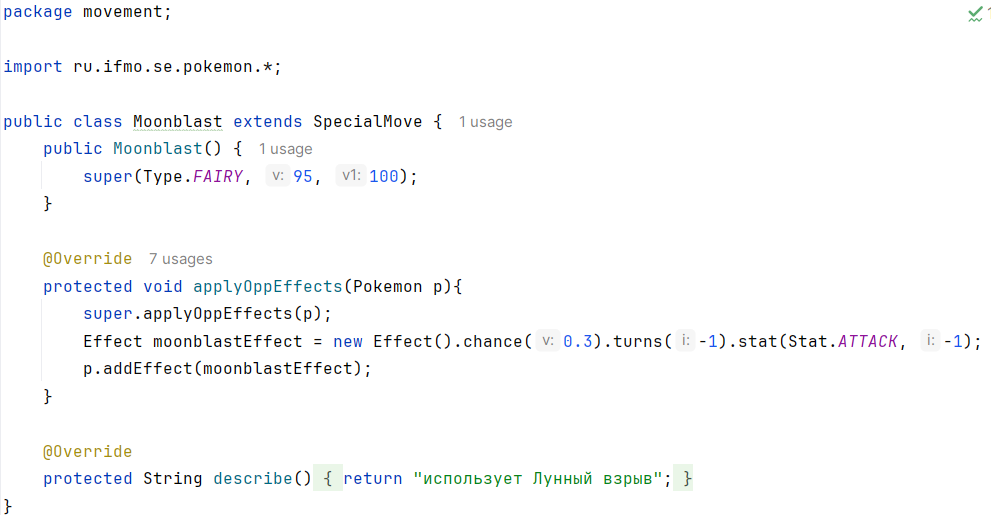 package movement;
import ru.ifmo.se.pokemon.*;
public class Moonblast extends SpecialMove { 1 usage
public Moonblast() { 1 usage
super(Type.FAIRY, v: 95, v1: 100);
}
@Override 7 usages
protected void applyOppEffects(Pokemon p){
super.applyOppEffects(p);
Effect moonblastEffect = new Effect().chance( v: 0.3).turns( i: -1).stat(Stat.ATTACK, i: -1);
p.addEffect(moonblastEffect);
}
@Override
protected String describe() { return "использует Лунный взрыв"; }
}